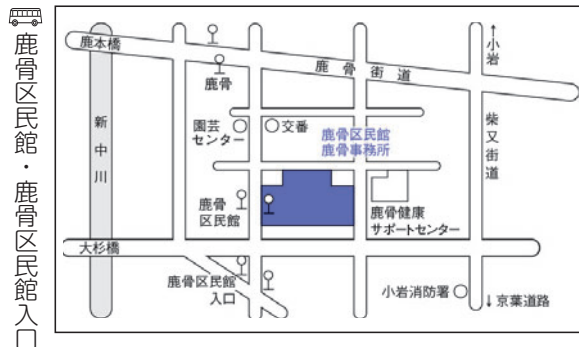 鹿骨区民館・鹿骨区民館入口
鹿本橋
鹿骨
鹿骨街道
↑小岩
新中川
園芸
センター
交番
鹿骨区民館
鹿骨事務所
柴又街道
鹿骨
区民館
鹿骨健康
サポートセンター
大杉橋
鹿骨区民館
入口
小岩消防署
↓京葉道路